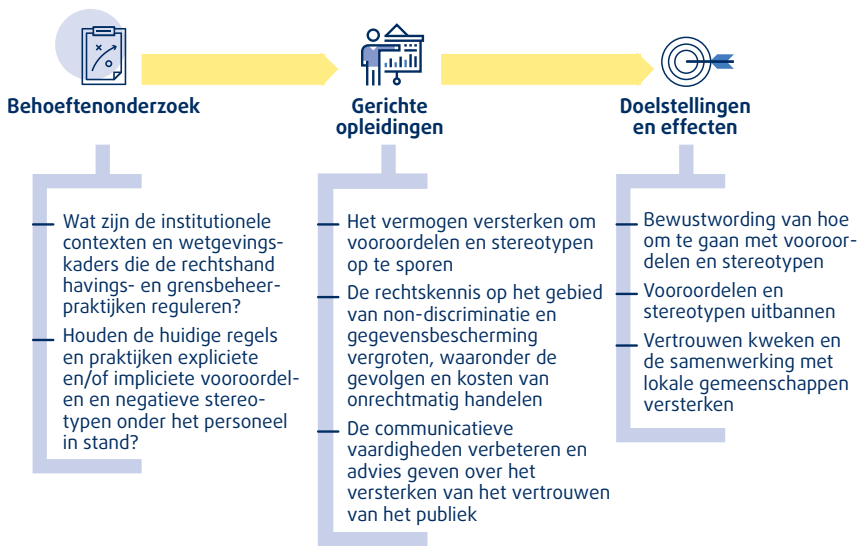 Behoeftenonderzoek
Wat zijn de institutionele
contexten en wetgevings-
kaders die de rechtshand
havings- en grensbeheer-
praktijken reguleren?
Houden de huidige regels
en praktijken expliciete
en/of impliciete vooroordel-
en en negatieve stereo-
typen onder het personeel
in stand?
Gerichte
opleidingen
Het vermogen versterken om
vooroordelen en stereotypen
op te sporen
De rechtskennis op het gebied
van non-discriminatie en
gegevensbescherming
vergroten, waaronder de
gevolgen en kosten van
onrechtmatig handelen
De communicatieve
vaardigheden verbeteren en
advies geven over het
versterken van het vertrouwen
van het publiek
Doelstellingen
en effecten
Bewustwording van hoe
om te gaan met vooroor-
delen en stereotypen
Vooroordelen en
stereotypen uitbannen
Vertrouwen kweken en
de samenwerking met
lokale gemeenschappen
versterken